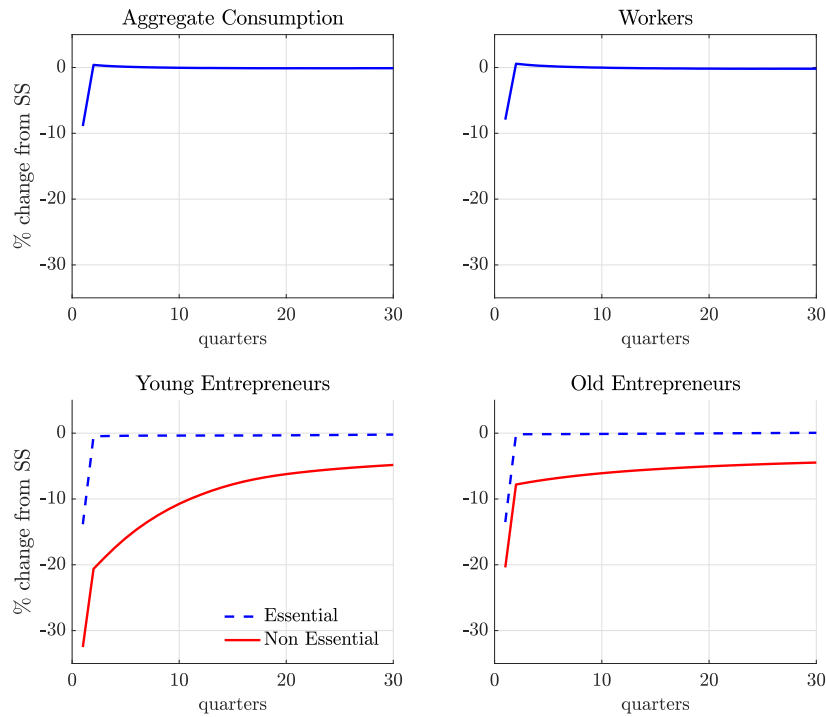 Aggregate Consumption
% change from SS
0
-10
-20
-30
0 10 20 30
quarters
Workers
0
-10
-20
-30
0 10 20 30
quarters
Young Entrepreneurs
% change from SS
0
-10
-20
-30
Essential
Non Essential
0 10 20 30
quarters
Old Entrepreneurs
0
-10
-20
-30
0 10 20 30
quarters